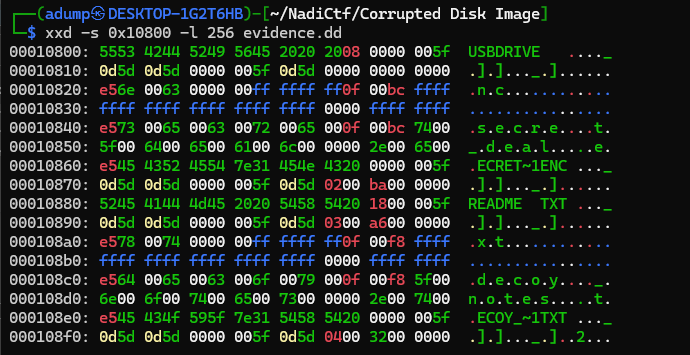 ┌──(adump㉿DESKTOP-1G2T6HB)-[~/NadiCtf/Corrupted Disk Image]
└─$ xxd -s 0x10800 -l 256 evidence.dd
00010800: 5553 4244 5249 5645 2020 2008 0000 005f  USBDRIVE   ...._
00010810: 0d5d 0d5d 0000 005f 0d5d 0000 0000 0000  .].]..._.]......
00010820: e56e 0063 0000 00ff ffff ff0f 00bc ffff  .n.c............
00010830: ffff ffff ffff ffff ffff 0000 ffff ffff  ................
00010840: e573 0065 0063 0072 0065 000f 00bc 7400  .s.e.c.r.e....t.
00010850: 5f00 6400 6500 6100 6c00 0000 2e00 6500  _.d.e.a.l.....e.
00010860: e545 4352 4554 7e31 454e 4320 0000 005f  .ECRET~1ENC ..._
00010870: 0d5d 0d5d 0000 005f 0d5d 0200 ba00 0000  .].]..._.]......
00010880: 5245 4144 4d45 2020 5458 5420 1800 005f  README  TXT ..._
00010890: 0d5d 0d5d 0000 005f 0d5d 0300 a600 0000  .].]..._.]......
000108a0: e578 0074 0000 00ff ffff ff0f 00f8 ffff  .x.t............
000108b0: ffff ffff ffff ffff ffff 0000 ffff ffff  ................
000108c0: e564 0065 0063 006f 0079 000f 00f8 5f00  .d.e.c.o.y...._.
000108d0: 6e00 6f00 7400 6500 7300 0000 2e00 7400  n.o.t.e.s.....t.
000108e0: e545 434f 595f 7e31 5458 5420 0000 005f  .ECOY_~1TXT ..._
000108f0: 0d5d 0d5d 0000 005f 0d5d 0400 3200 0000  .].]..._.]..2...